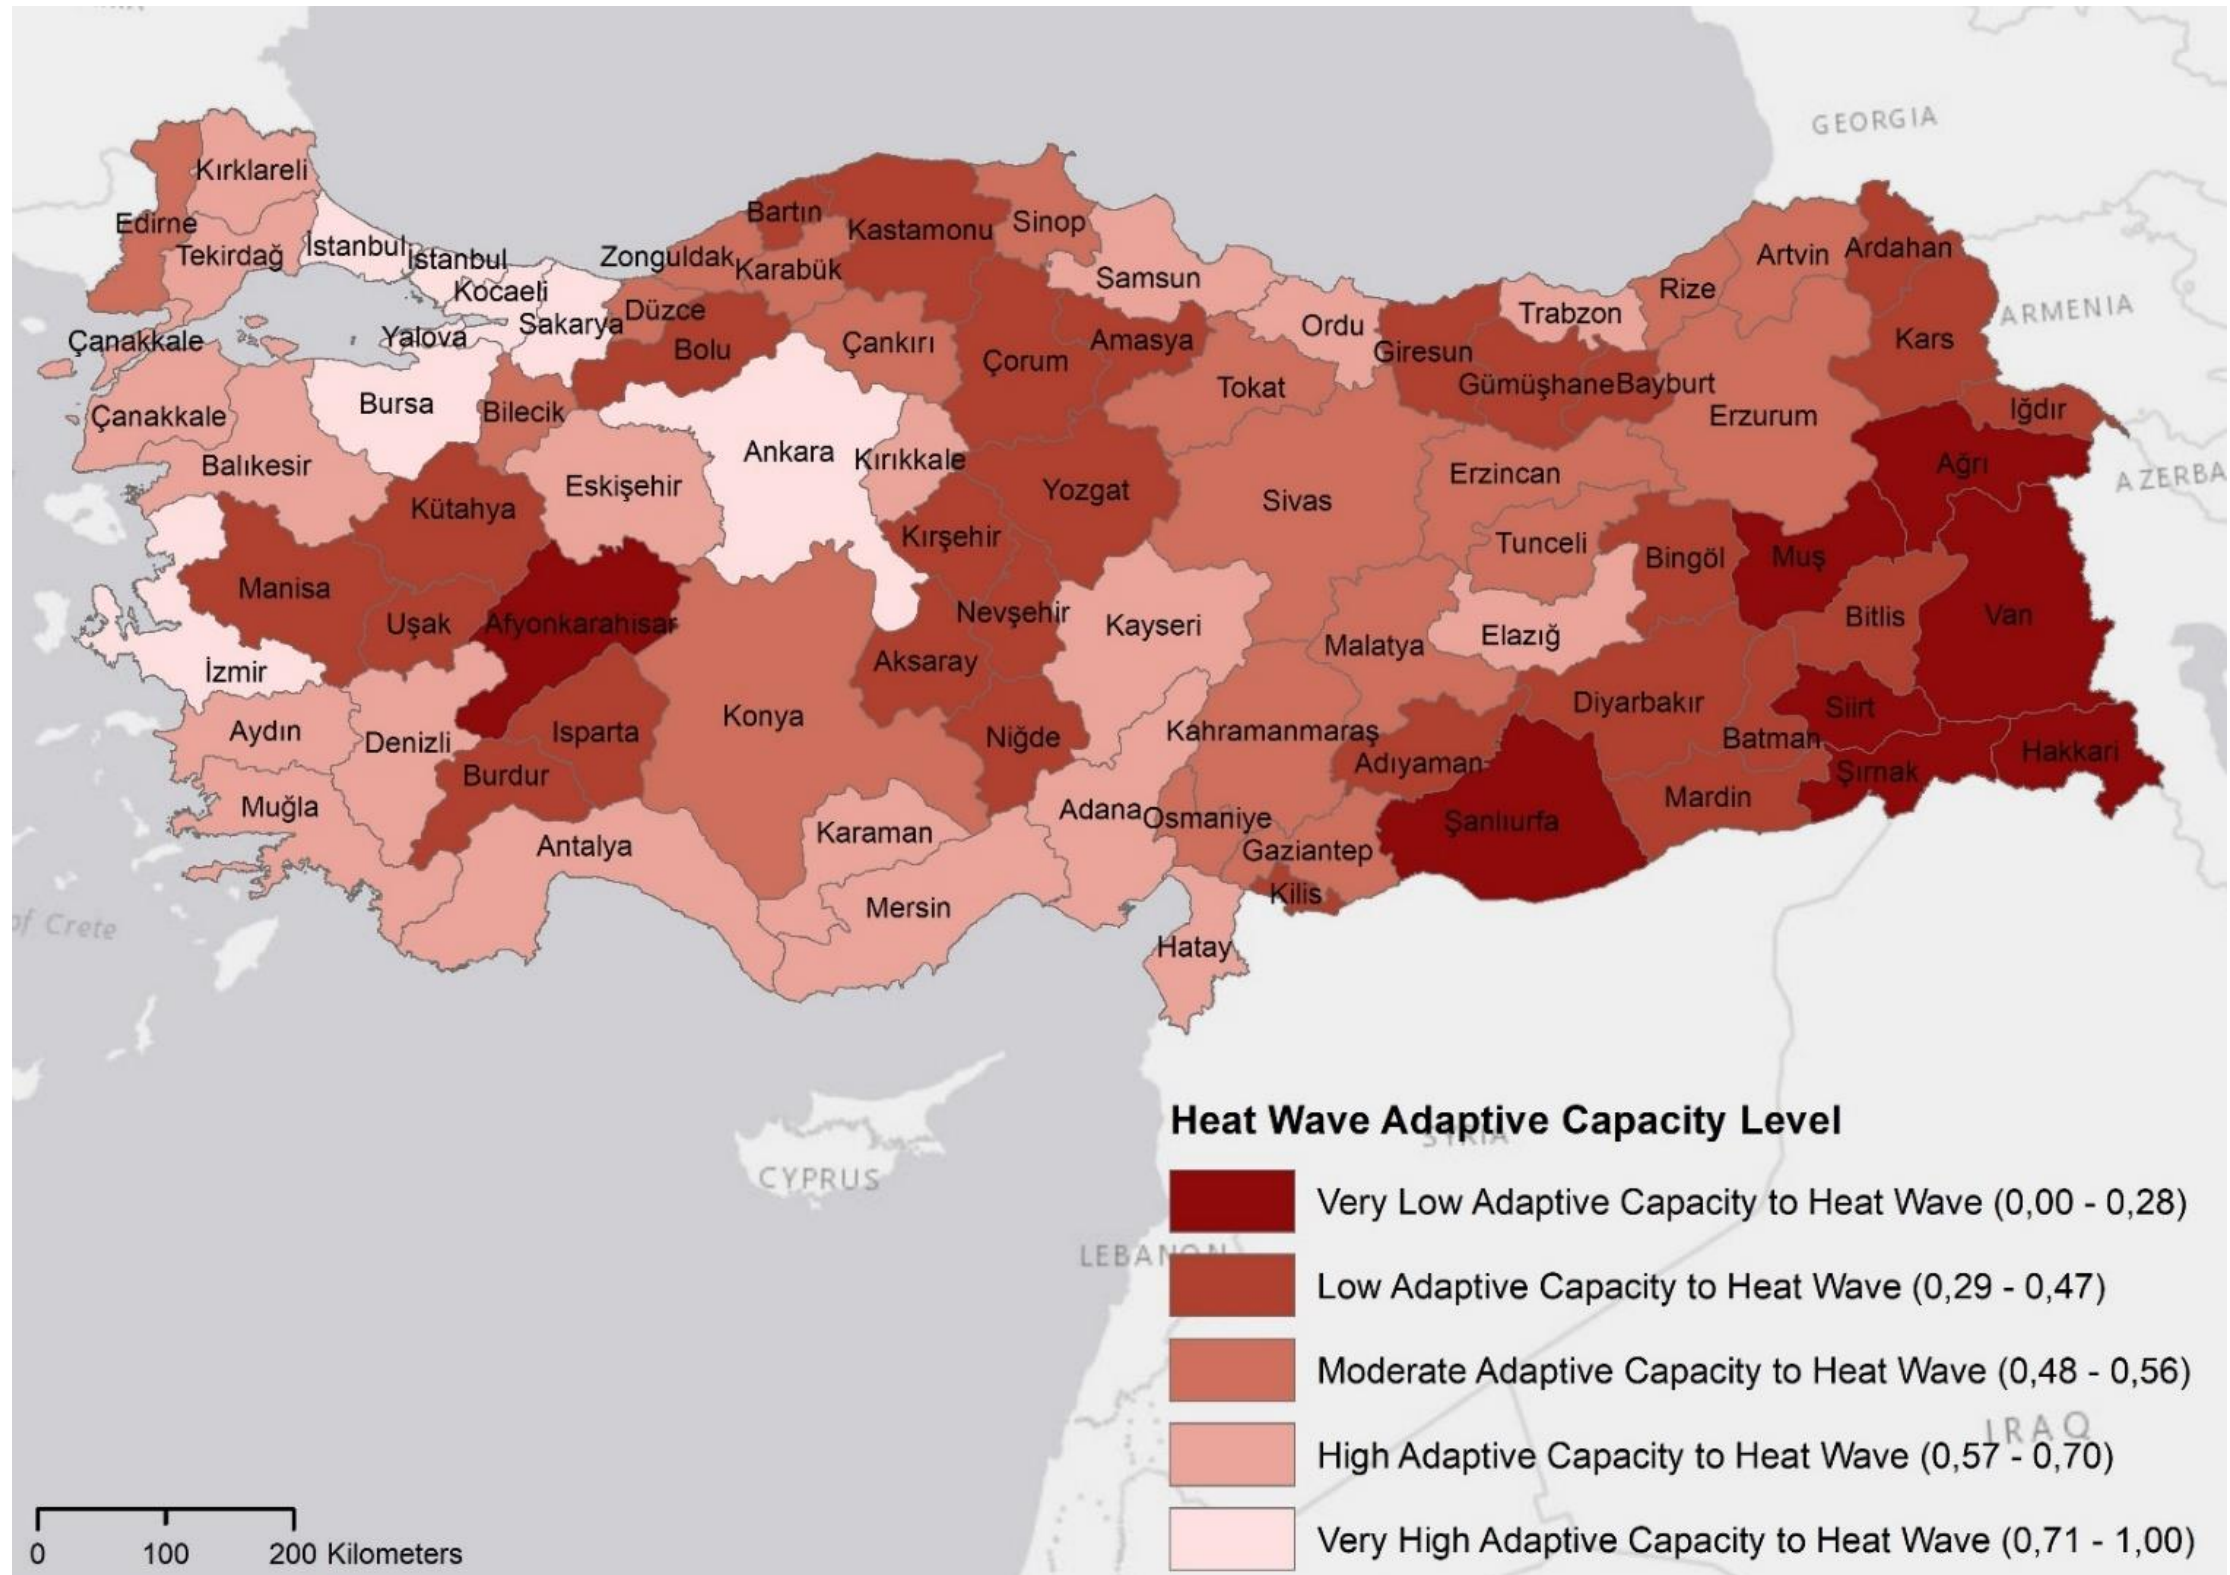 GEORGIA
Kırklareli
Edirne
Tekirdağ
İstanbul
İstanbul
Kocaeli
Sakarya
Yalova
Çanakkale
Çanakkale
Bursa
Bilecik
Balıkesir
Zonguldak
Bartın
Karabük
Kastamonu
Sinop
Samsun
Düzce
Bolu
Çankırı
Çorum
Amasya
Tokat
Ordu
Giresun
Trabzon
Gümüşhane
Bayburt
Rize
Artvin
Ardahan
Kars
ARMENIA
Iğdır
AZERBA
Ağrı
Erzurum
Erzincan
Sivas
Yozgat
Kırıkkale
Ankara
Eskişehir
Kütahya
Manisa
Uşak
Afyonkarahisar
İzmir
Aydın
Denizli
Muğla
Burdur
Isparta
Antalya
Konya
Karaman
Mersin
Kırşehir
Nevşehir
Aksaray
Niğde
Kayseri
Adana
Osmaniye
Kahramanmaraş
Malatya
Elazığ
Tunceli
Bingöl
Muş
Bitlis
Van
Siirt
Hakkari
Şırnak
Batman
Diyarbakır
Mardin
Adıyaman
Şanlıurfa
Gaziantep
Kilis
Hatay
of Crete
CYPRUS
LEBANON
SYRIA
IRAQ
Heat Wave Adaptive Capacity Level
Very Low Adaptive Capacity to Heat Wave (0,00 - 0,28)
Low Adaptive Capacity to Heat Wave (0,29 - 0,47)
Moderate Adaptive Capacity to Heat Wave (0,48 - 0,56)
High Adaptive Capacity to Heat Wave (0,57 - 0,70)
Very High Adaptive Capacity to Heat Wave (0,71 - 1,00)
0 100 200 Kilometers